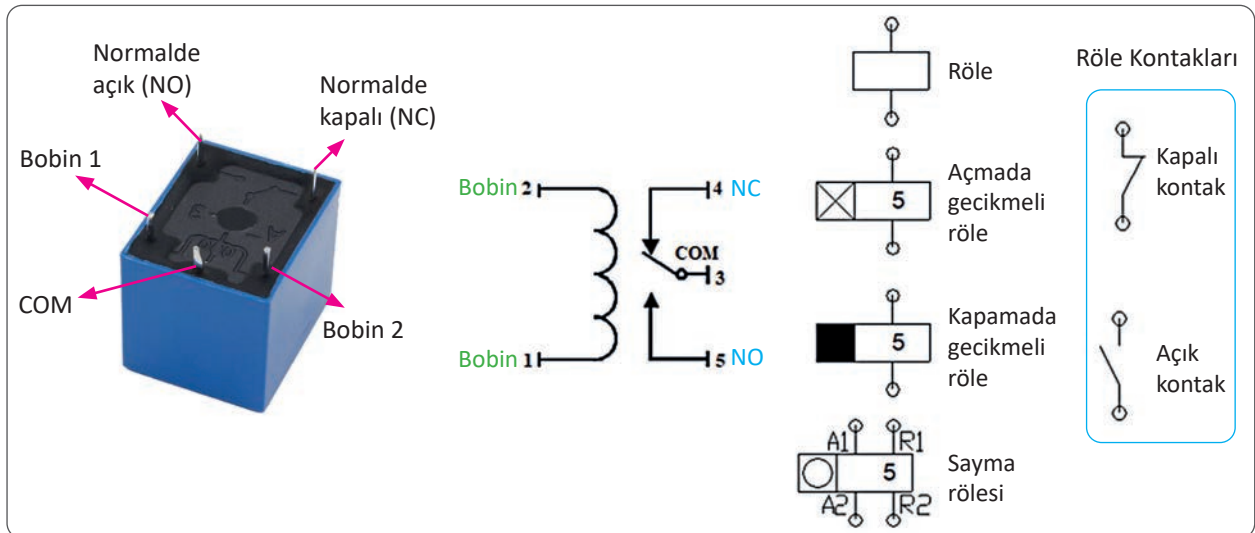 Normalde
açık (NO)
Normalde
kapalı (NC)
Bobin 1
COM
Bobin 2
Bobin 2
4 NC
COM
3
Bobin 1
5 NO
Röle
5
Açmada
gecikmeli
röle
5
Kapamada
gecikmeli
röle
A1 R1
5
A2 R2
Sayma
rölesi
Röle Kontakları
Kapalı
kontak
Açık
kontak